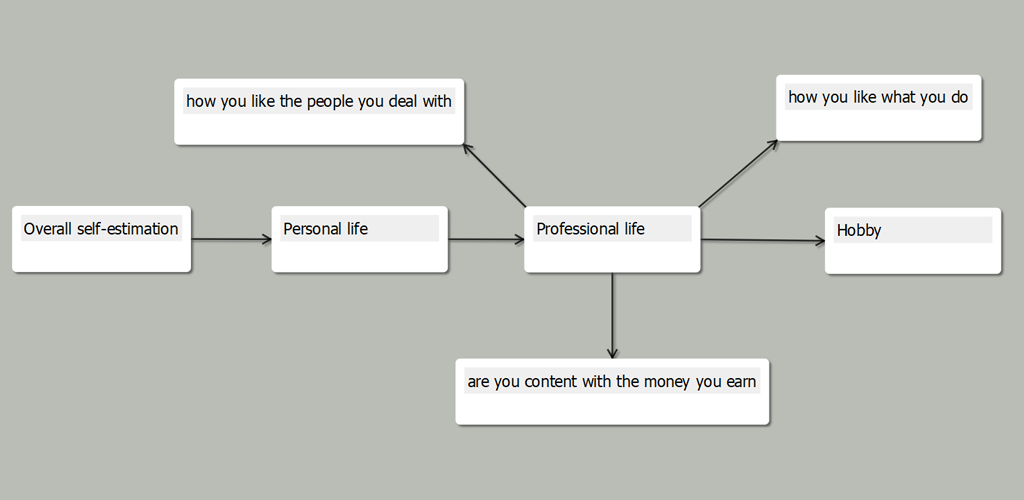 how you like the people you deal with
how you like what you do
Overall self-estimation
Personal life
Professional life
Hobby
are you content with the money you earn